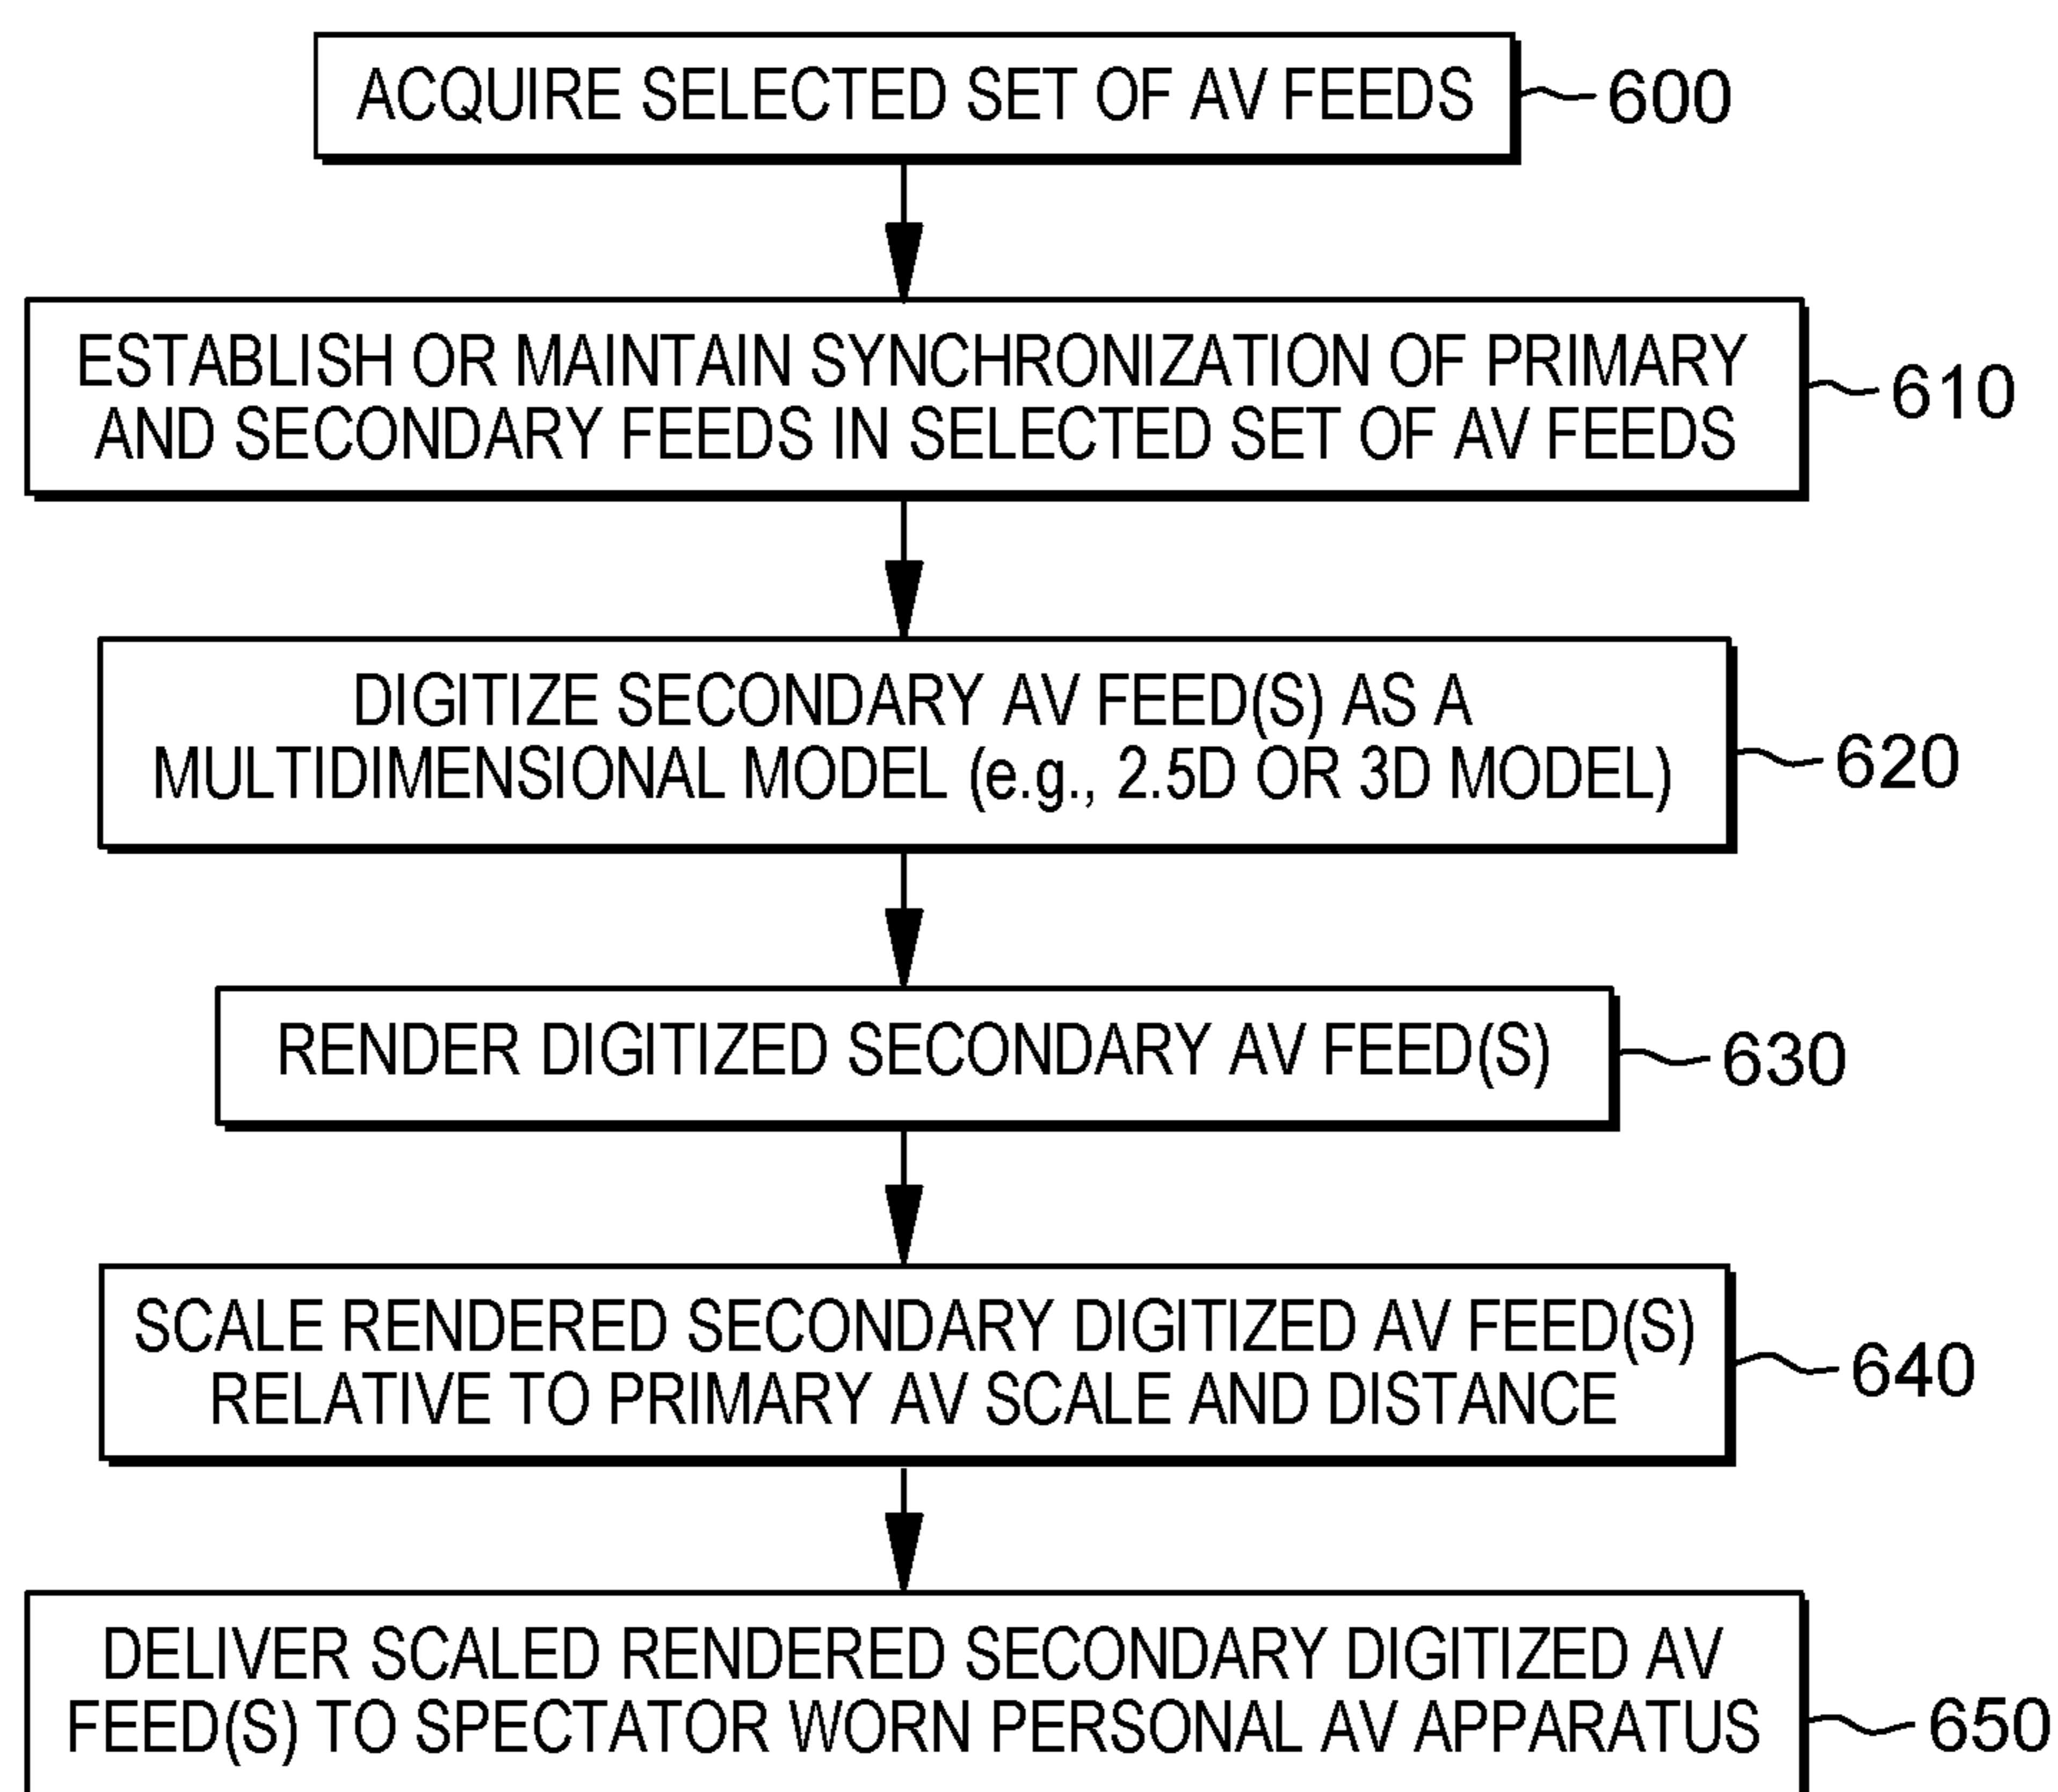 ACQUIRE SELECTED SET OF AV FEEDS
600
ESTABLISH OR MAINTAIN SYNCHRONIZATION OF PRIMARY
AND SECONDARY FEEDS IN SELECTED SET OF AV FEEDS
610
DIGITIZE SECONDARY AV FEED(S) AS A
MULTIDIMENSIONAL MODEL (e.g., 2.5D OR 3D MODEL)
620
RENDER DIGITIZED SECONDARY AV FEED(S)
630
SCALE RENDERED SECONDARY DIGITIZED AV FEED(S)
RELATIVE TO PRIMARY AV SCALE AND DISTANCE
640
DELIVER SCALED RENDERED SECONDARY DIGITIZED AV
FEED(S) TO SPECTATOR WORN PERSONAL AV APPARATUS
650